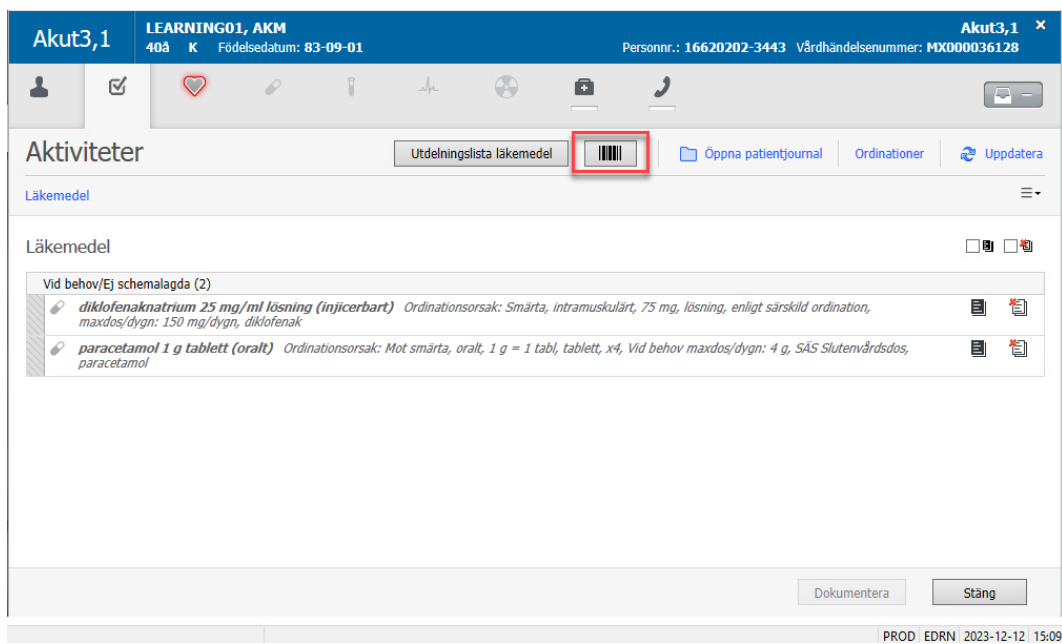 Akut3,1
LEARNING01, AKM
40å K Födelsedatum: 83-09-01
Akut3,1
Personnr.: 16620202-3443 Vårdhändelsenummer: MX000036128
Aktiviteter
Utdelningslista läkemedel
Öppna patientjournal
Ordinationer
Uppdatera
Läkemedel
Läkemedel
Vid behov/Ej schemalagda (2)
diklofenaknatrium 25 mg/ml lösning (injicerbart) Ordinationsorsak: Smärta, intramuskulärt, 75 mg, lösning, enligt särskild ordination,
maxdos/dygn: 150 mg/dygn, diklofenak
paracetamol 1 g tablett (oralt) Ordinationsorsak: Mot smärta, oralt, 1 g = 1 tabl, tablett, x4, Vid behov maxdos/dygn: 4 g, SÄS Slutenvårdsdos,
paracetamol
Dokumentera
Stäng
PROD EDRN 2023-12-12 15:09